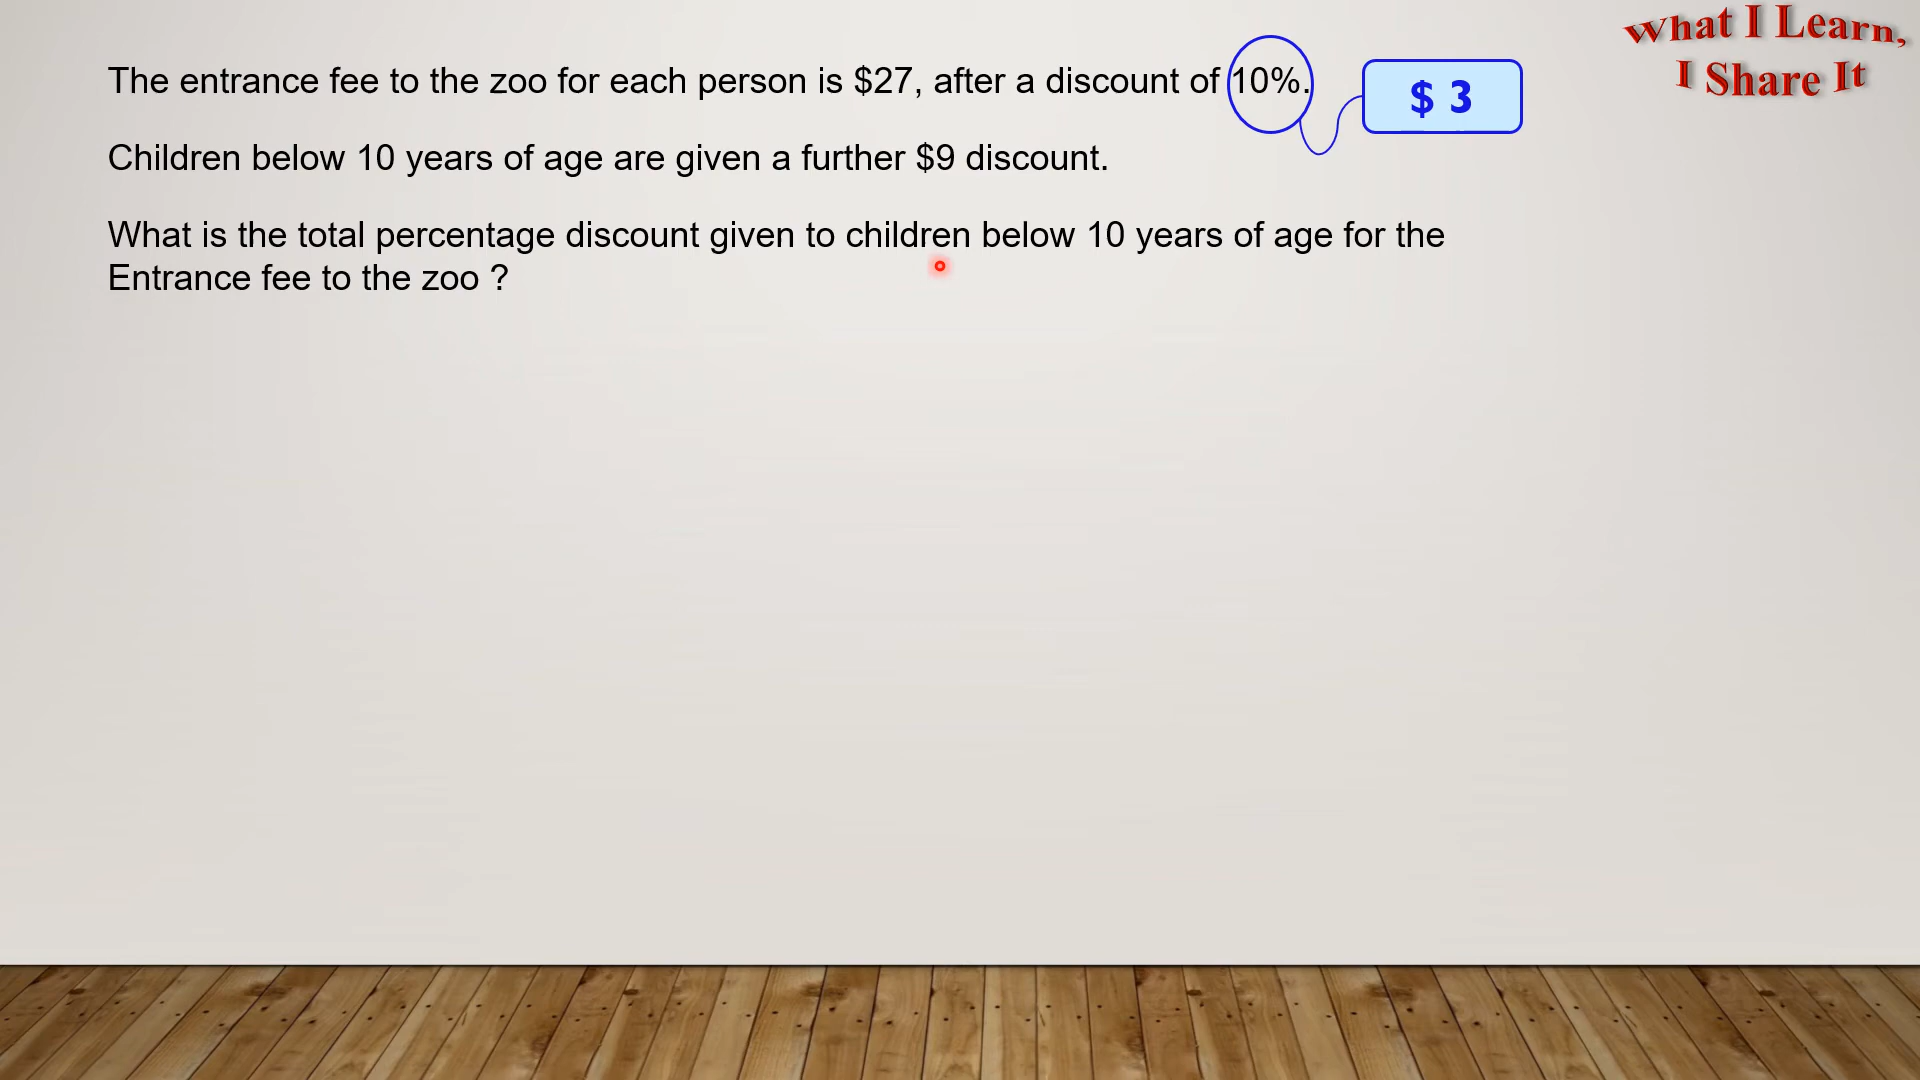 The entrance fee to the zoo for each person is $27, after a discount of 10%.
$ 3
Children below 10 years of age are given a further $9 discount.
What is the total percentage discount given to children below 10 years of age for the
Entrance fee to the zoo ?
What I Learn,
I Share It